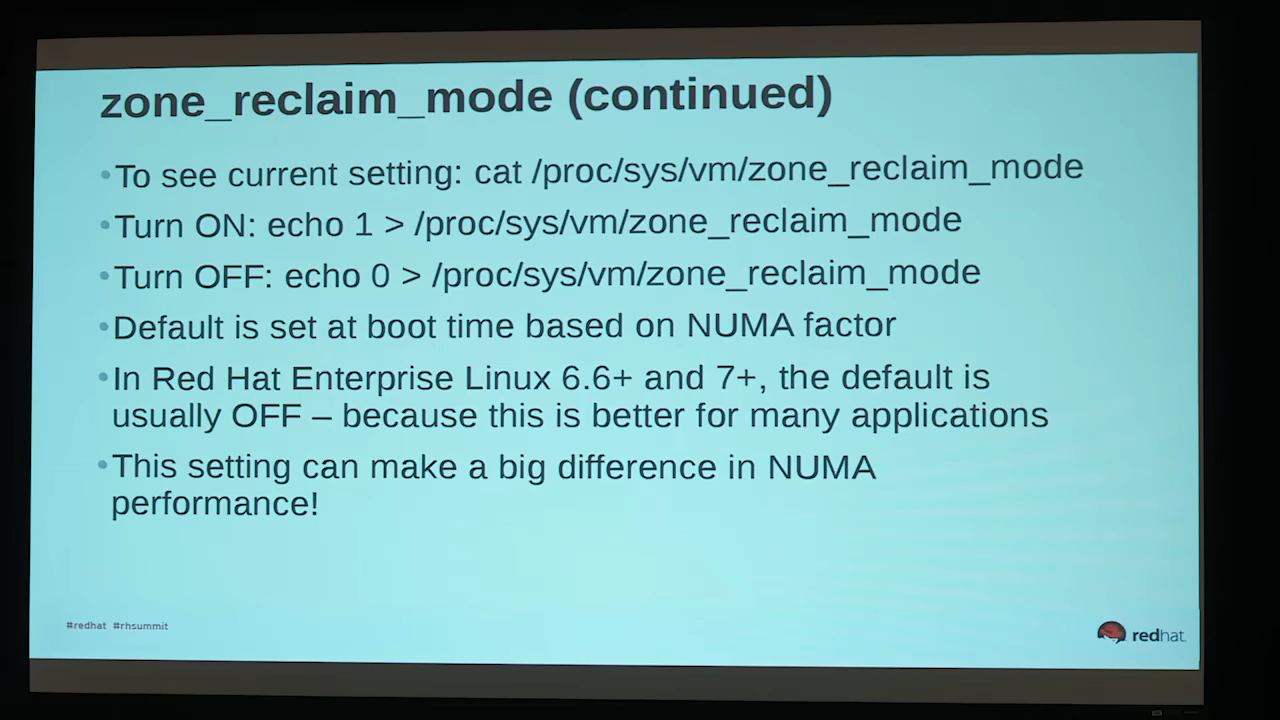 zone_reclaim_mode (continued)
•To see current setting: cat /proc/sys/vm/zone_reclaim_mode
•Turn ON: echo 1 > /proc/sys/vm/zone_reclaim_mode
•Turn OFF: echo 0 > /proc/sys/vm/zone_reclaim_mode
•Default is set at boot time based on NUMA factor
•In Red Hat Enterprise Linux 6.6+ and 7+, the default is
usually OFF – because this is better for many applications
•This setting can make a big difference in NUMA
performance!
#redhat #rhsummit
redhat.